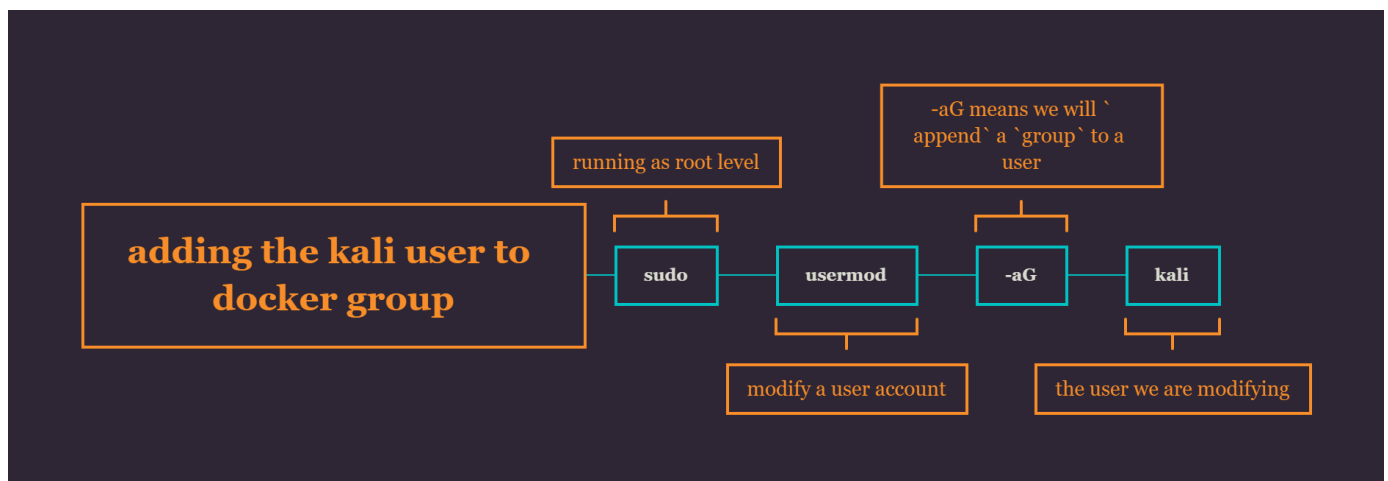 -aG means we will `
append` a `group` to a
user
running as root level
adding the kali user to
docker group
sudo
usermod
-aG
kali
modify a user account
the user we are modifying